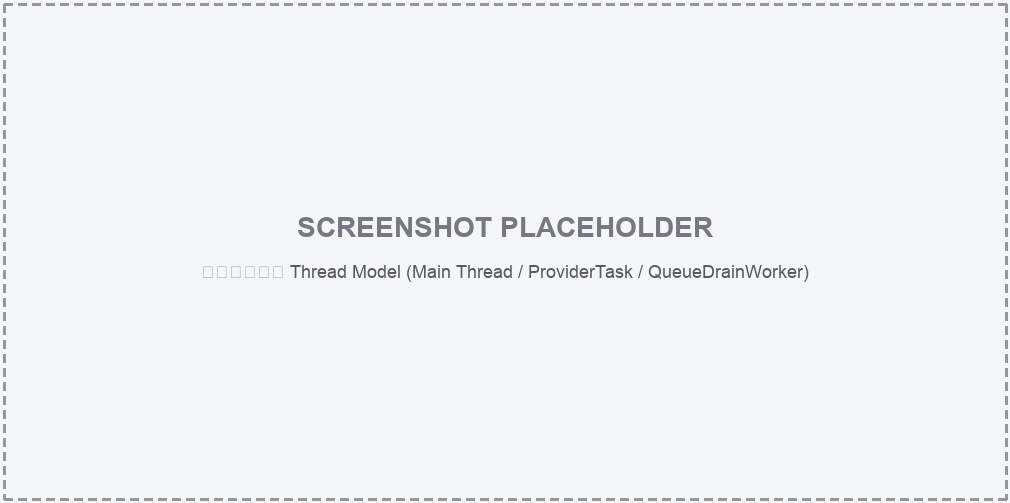 SCREENSHOT PLACEHOLDER
Thread Model (Main Thread / ProviderTask / QueueDrainWorker)